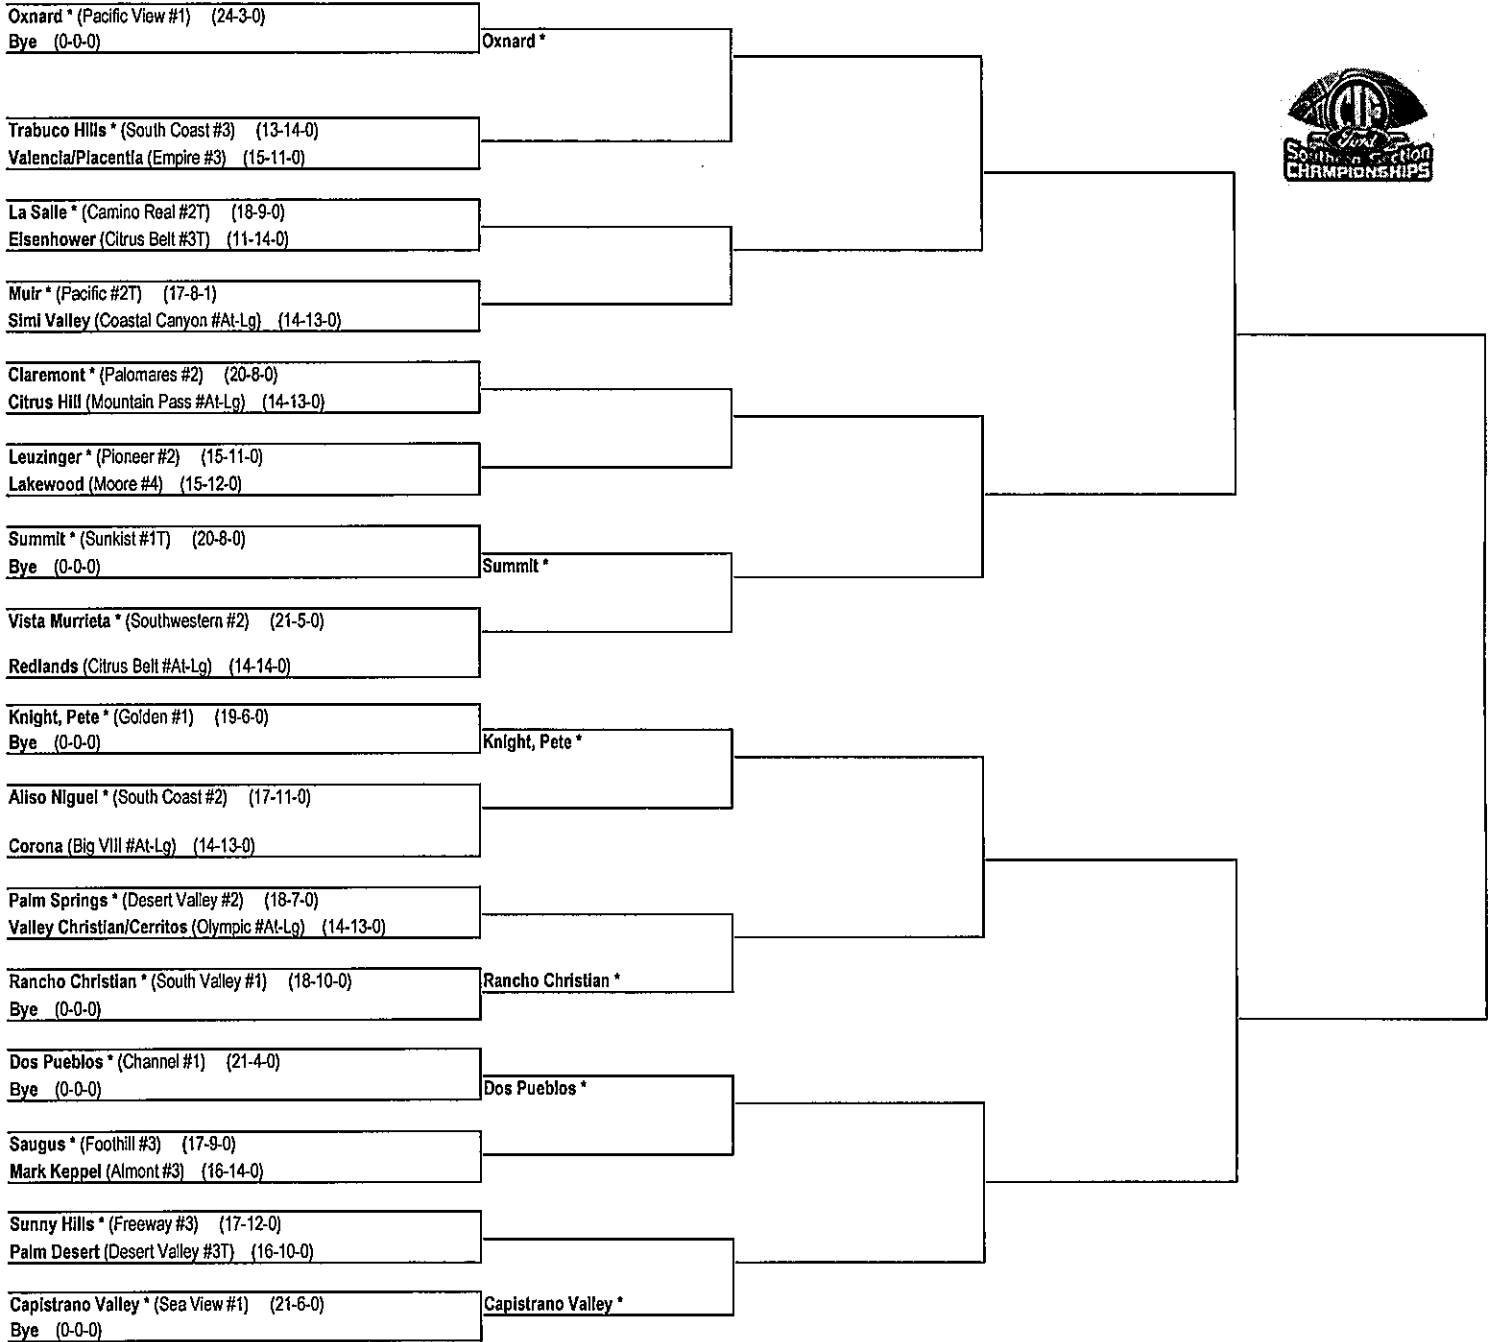 Oxnard * (Pacific View #1) (24-3-0)
Bye (0-0-0)
Oxnard *
Trabuco Hills * (South Coast #3) (13-14-0)
Valencia/Placentia (Empire #3) (15-11-0)
La Salle * (Camino Real #2T) (18-9-0)
Eisenhower (Citrus Belt #3T) (11-14-0)
Muir * (Pacific #2T) (17-8-1)
Simi Valley (Coastal Canyon #At-Lg) (14-13-0)
Claremont * (Palomares #2) (20-8-0)
Citrus Hill (Mountain Pass #At-Lg) (14-13-0)
Leuzinger * (Pioneer #2) (15-11-0)
Lakewood (Moore #4) (15-12-0)
Summit * (Sunkist #1T) (20-8-0)
Bye (0-0-0)
Summit *
Vista Murrieta * (Southwestern #2) (21-5-0)
Redlands (Citrus Belt #At-Lg) (14-14-0)
Knight, Pete * (Golden #1) (19-6-0)
Bye (0-0-0)
Knight, Pete *
Aliso Niguel * (South Coast #2) (17-11-0)
Corona (Big VIII #At-Lg) (14-13-0)
Palm Springs * (Desert Valley #2) (18-7-0)
Valley Christian/Cerritos (Olympic #At-Lg) (14-13-0)
Rancho Christian * (South Valley #1) (18-10-0)
Bye (0-0-0)
Rancho Christian *
Dos Pueblos * (Channel #1) (21-4-0)
Bye (0-0-0)
Dos Pueblos *
Saugus * (Foothill #3) (17-9-0)
Mark Keppel (Almont #3) (16-14-0)
Sunny Hills * (Freeway #3) (17-12-0)
Palm Desert (Desert Valley #3T) (16-10-0)
Capistrano Valley * (Sea View #1) (21-6-0)
Bye (0-0-0)
Capistrano Valley *
CIF
Ford
Southern Section
CHAMPIONSHIPS